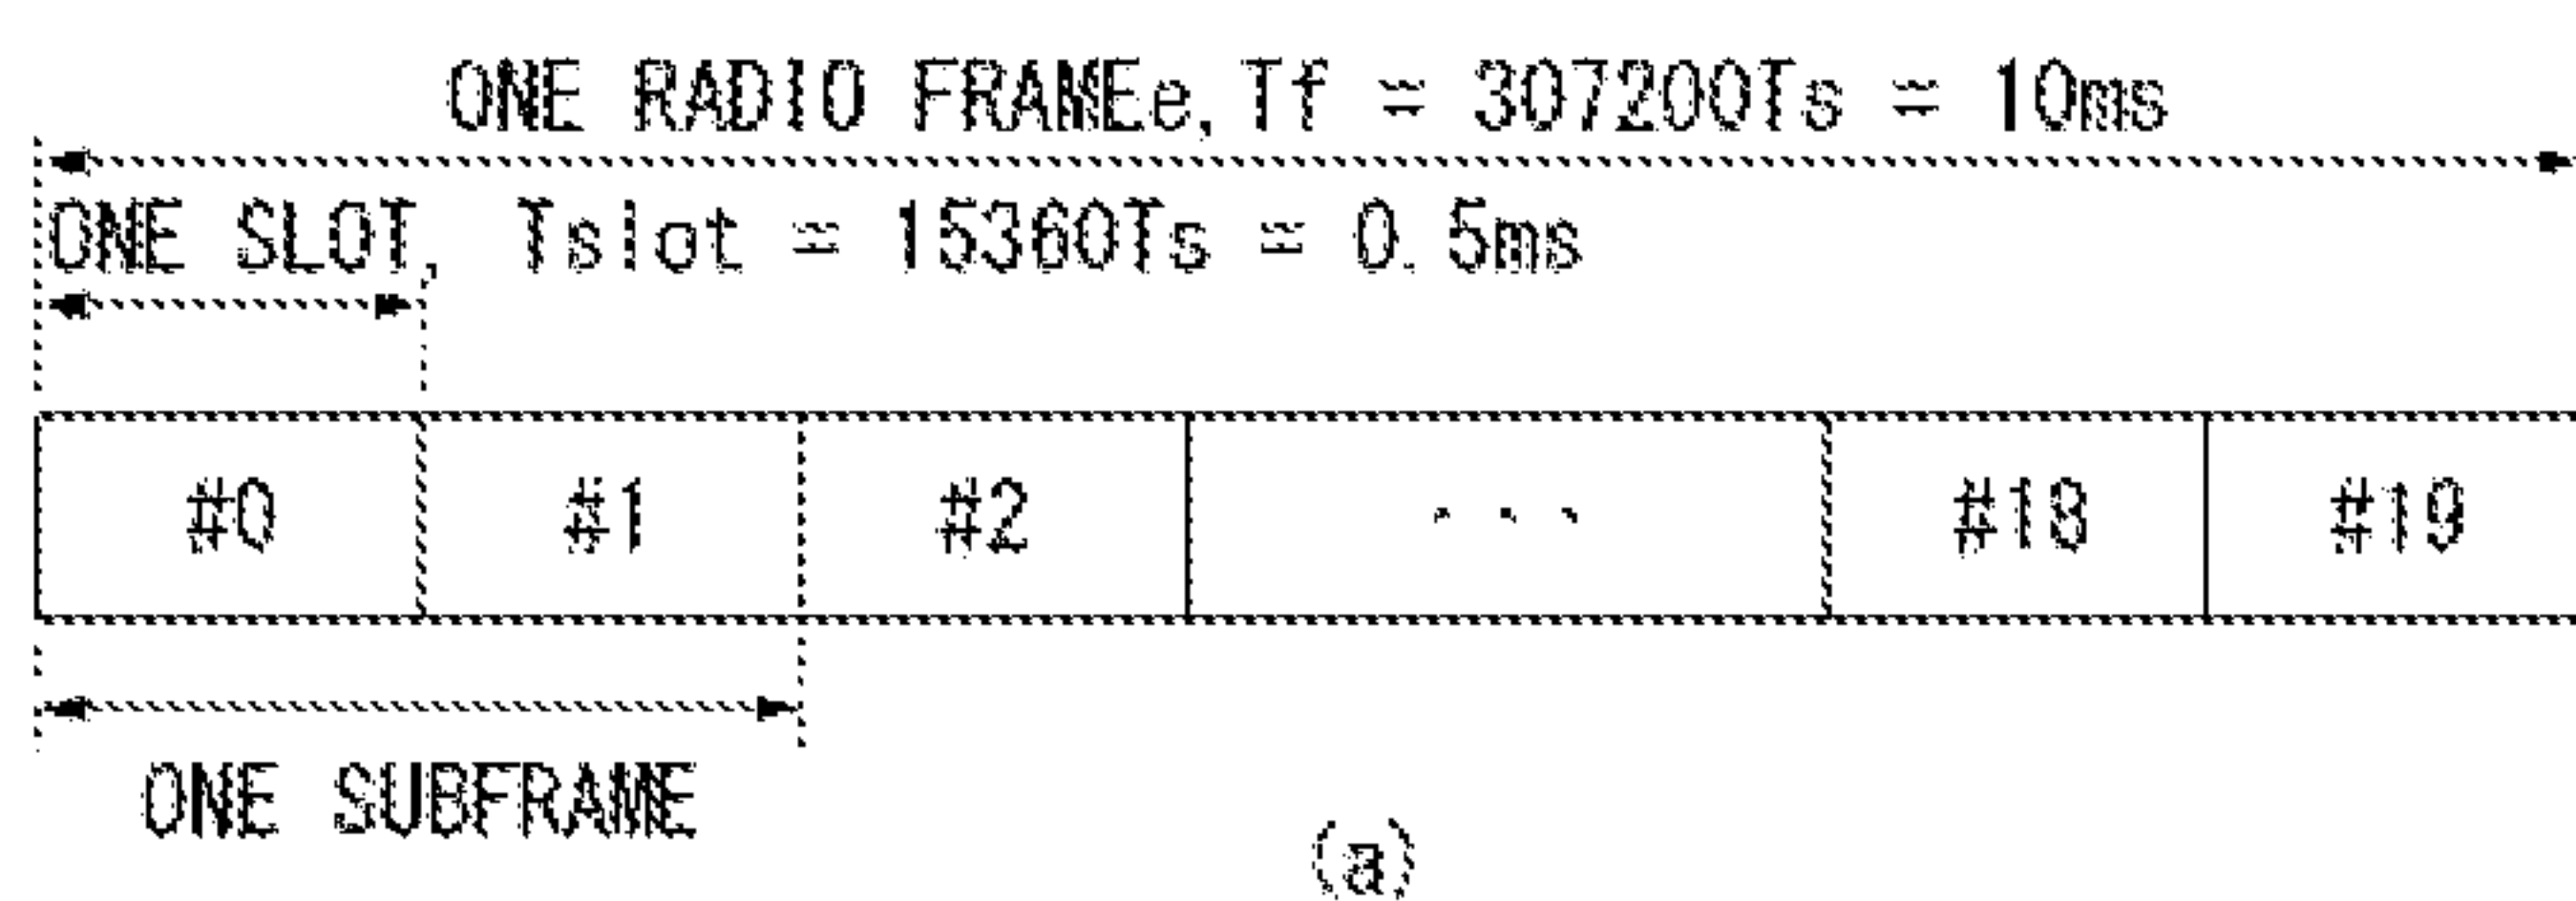 ONE RADIO FRAMEe, Tf = 307200Ts = 10ms
ONE SLOT, Tslot = 15360Ts = 0.5ms
#0 #1 #2 ... #18 #19
ONE SUBFRAME
(a)